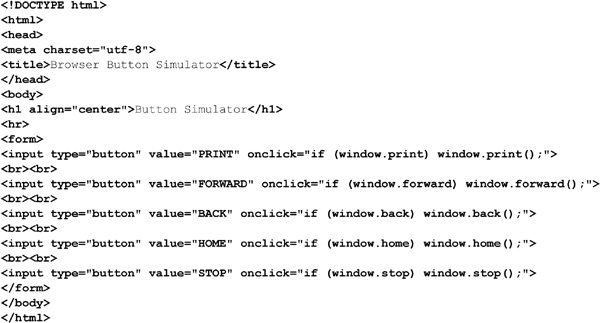 <!DOCTYPE html>
<html>
<head>
<meta charset="utf-8">
<title>Browser Button Simulator</title>
</head>
<body>
<h1 align="center">Button Simulator</h1>
<hr>
<form>
<input type="button" value="PRINT" onclick="if (window.print) window.print();">
<br><br>
<input type="button" value="FORWARD" onclick="if (window.forward) window.forward();">
<br><br>
<input type="button" value="BACK" onclick="if (window.back) window.back();">
<br><br>
<input type="button" value="HOME" onclick="if (window.home) window.home();">
<br><br>
<input type="button" value="STOP" onclick="if (window.stop) window.stop();">
</form>
</body>
</html>